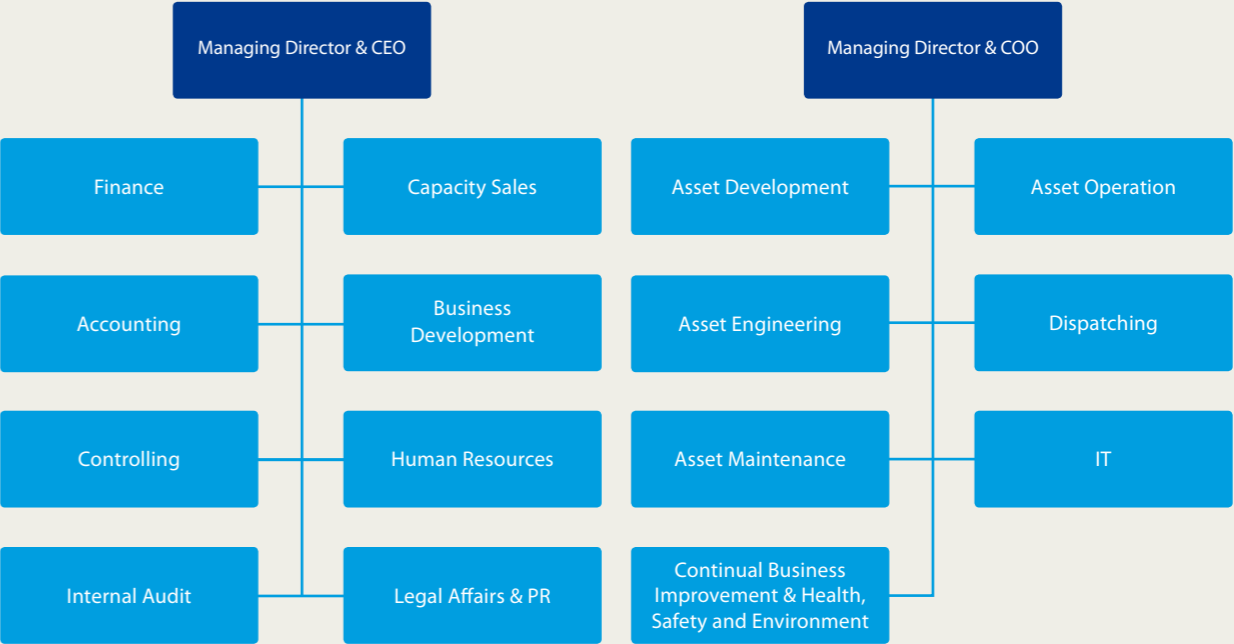 Managing Director & CEO
Managing Director & COO
Finance
Capacity Sales
Asset Development
Asset Operation
Accounting
Business
Development
Asset Engineering
Dispatching
Controlling
Human Resources
Asset Maintenance
IT
Internal Audit
Legal Affairs & PR
Continual Business
Improvement & Health,
Safety and Environment